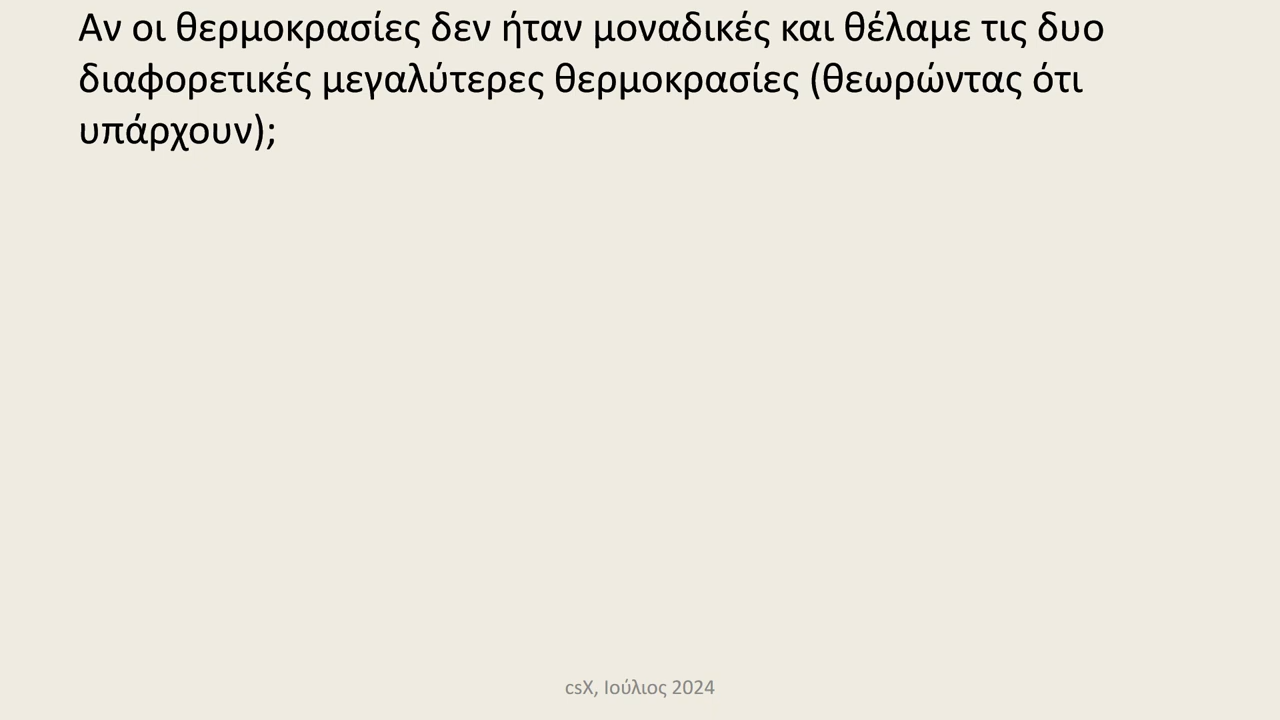 Αν οι θερμοκρασίες δεν ήταν μοναδικές και θέλαμε τις δυο
διαφορετικές μεγαλύτερες θερμοκρασίες (θεωρώντας ότι
υπάρχουν);
csX, Ιούλιος 2024